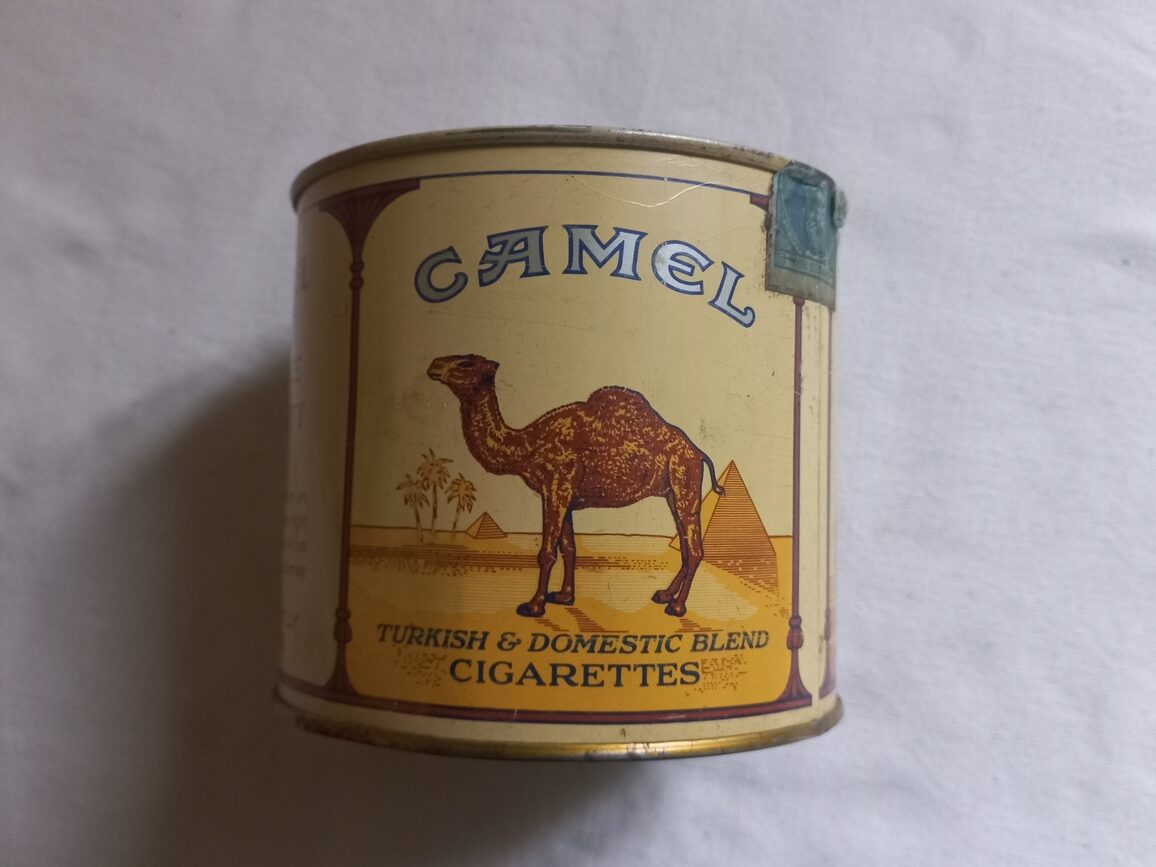 CAMEL
TURKISH & DOMESTIC BLEND
CIGARETTES